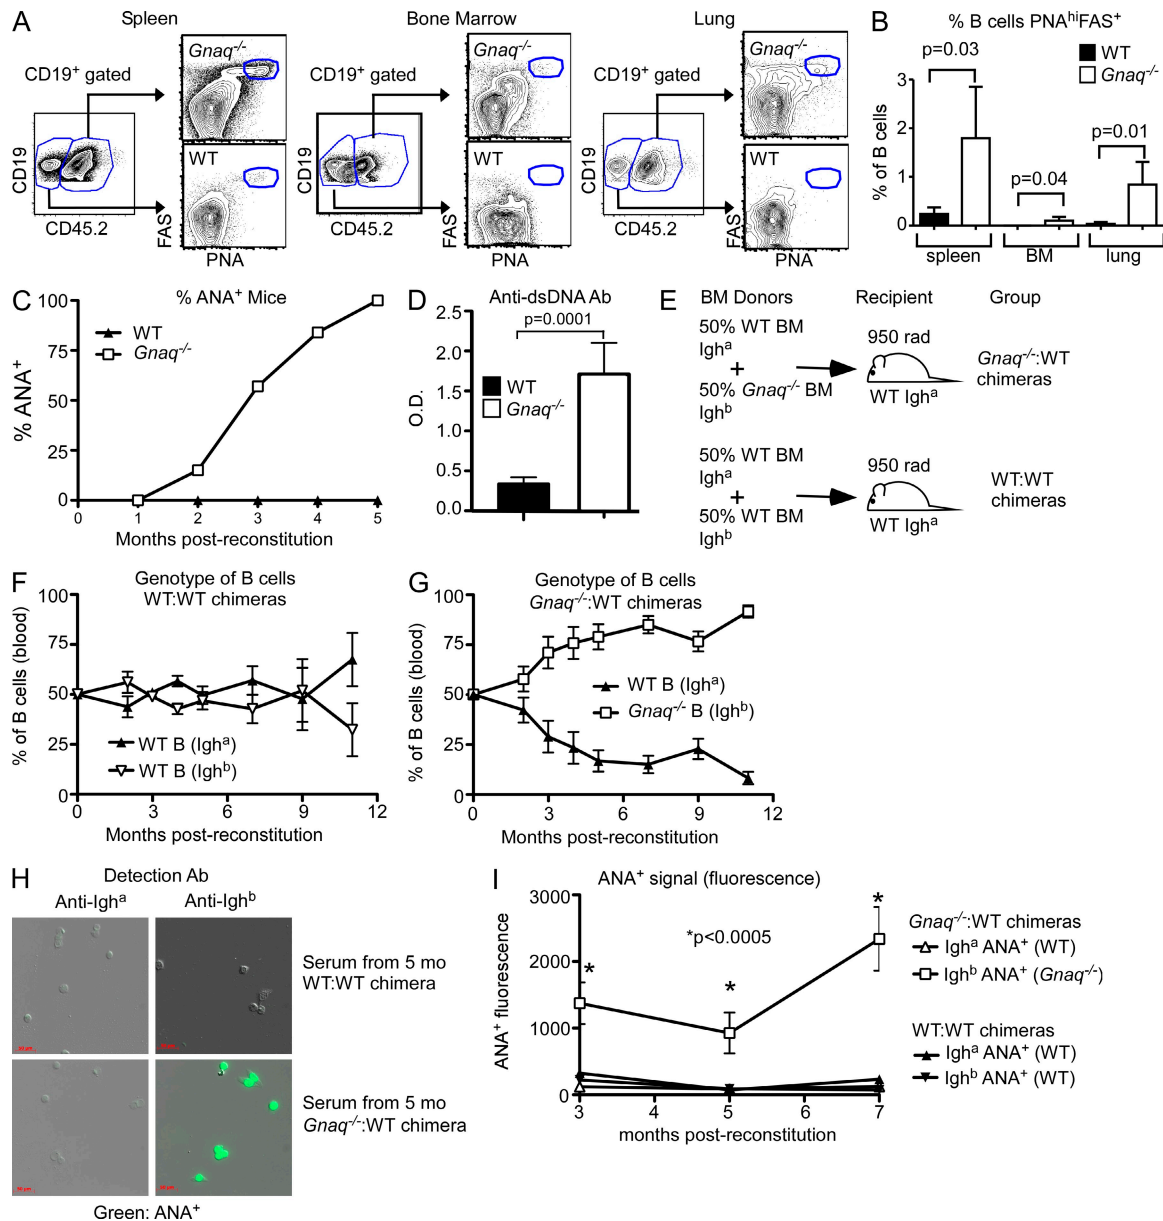 A
Spleen
Bone Marrow
Lung
CD19⁺ gated
Gnaq⁻/⁻
WT
CD19
CD45.2
FAS
PNA
CD19⁺ gated
Gnaq⁻/⁻
WT
CD19
CD45.2
FAS
PNA
CD19⁺ gated
Gnaq⁻/⁻
WT
CD19
CD45.2
FAS
PNA
B
% B cells PNAʰⁱFAS⁺
p=0.03
WT
Gnaq⁻/⁻
p=0.01
p=0.04
% of B cells
3
2
1
0
spleen BM lung
C
% ANA⁺ Mice
% ANA⁺
100
75
50
25
0
WT
Gnaq⁻/⁻
1 2 3 4 5
Months post-reconstitution
D
Anti-dsDNA Ab
p=0.0001
O.D.
2.5
2.0
1.5
1.0
0.5
0.0
WT
Gnaq⁻/⁻
E
BM Donors Recipient Group
50% WT BM
Ighᵃ
+
50% Gnaq⁻/⁻ BM
Ighᵇ
950 rad
WT Ighᵃ
Gnaq⁻/⁻:WT
chimeras
50% WT BM
Ighᵃ
+
50% WT BM
Ighᵇ
950 rad
WT Ighᵃ
WT:WT
chimeras
F
Genotype of B cells
WT:WT chimeras
% of B cells (blood)
100
75
50
25
0
WT B (Ighᵃ)
WT B (Ighᵇ)
0 3 6 9 12
Months post-reconstitution
G
Genotype of B cells
Gnaq⁻/⁻:WT chimeras
% of B cells (blood)
100
75
50
25
0
WT B (Ighᵃ)
Gnaq⁻/⁻ B (Ighᵇ)
0 3 6 9 12
Months post-reconstitution
H
Detection Ab
Anti-Ighᵃ Anti-Ighᵇ
Serum from 5 mo
WT:WT chimera
Serum from 5 mo
Gnaq⁻/⁻:WT chimera
Green: ANA⁺
I
ANA⁺ signal (fluorescence)
ANA⁺ fluorescence
3000
2000
1000
0
*p<0.0005
*
*
*
3 4 5 6 7
months post-reconstitution
Gnaq⁻/⁻:WT chimeras
Ighᵃ ANA⁺ (WT)
Ighᵇ ANA⁺ (Gnaq⁻/⁻)
WT:WT chimeras
Ighᵃ ANA⁺ (WT)
Ighᵇ ANA⁺ (WT)